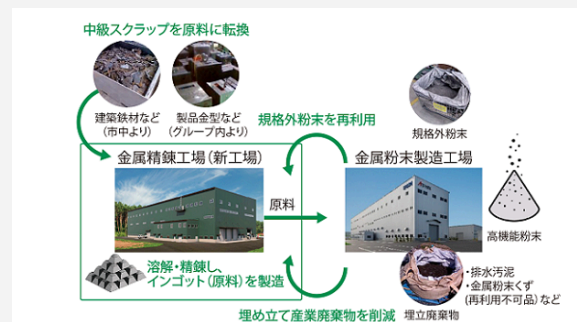 中級スクラップを原料に転換
建築鉄材など
(市中より)
製品金型など
(グループ内より)
規格外粉末を再利用
規格外粉末
金属精錬工場(新工場)
金属粉末製造工場
原料
高機能粉末
溶解・精錬し、
インゴット(原料)を製造
・排水汚泥
・金属粉末くず
(再利用不可品)など
埋立廃棄物
埋め立て産業廃棄物を削減